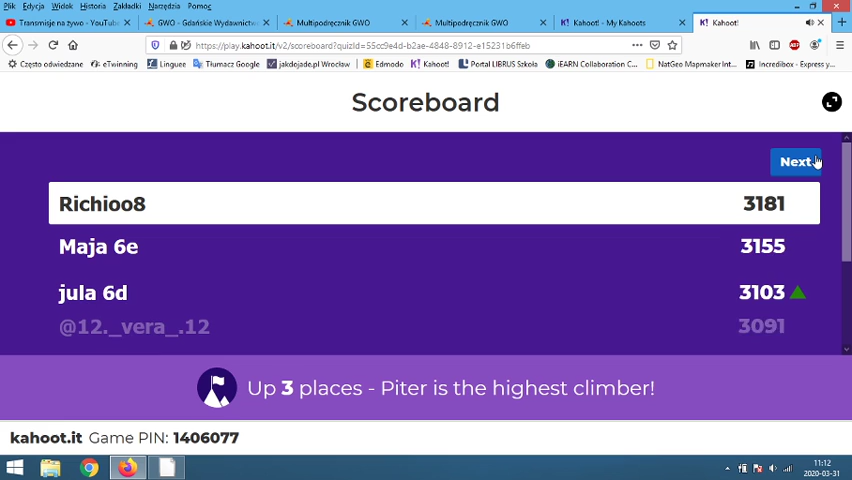 Plik Edycja Widok Historia Zakładki Narzędzia Pomoc
Transmisje na żywo - YouTube
GWO - Gdańskie Wydawnictwo
Multipodręcznik GWO
Multipodręcznik GWO
Kahoot! - My Kahoots
Kahoot!
https://play.kahoot.it/v2/scoreboard?quizId=55cc9e4d-b2ae-4848-8912-e15231b6ffeb
Często odwiedzane eTwinning Linguee Tłumacz Google jakdojade.pl Wrocław Edmodo Kahoot! Portal LIBRUS Szkoła iEARN Collaboration C... NatGeo Mapmaker Int... Incredibox - Express y...
Scoreboard
Next
Richioo8 3181
Maja 6e 3155
jula 6d 3103
@12._vera_.12 3091
Up 3 places - Piter is the highest climber!
kahoot.it Game PIN: 1406077
11:12
2020-03-31